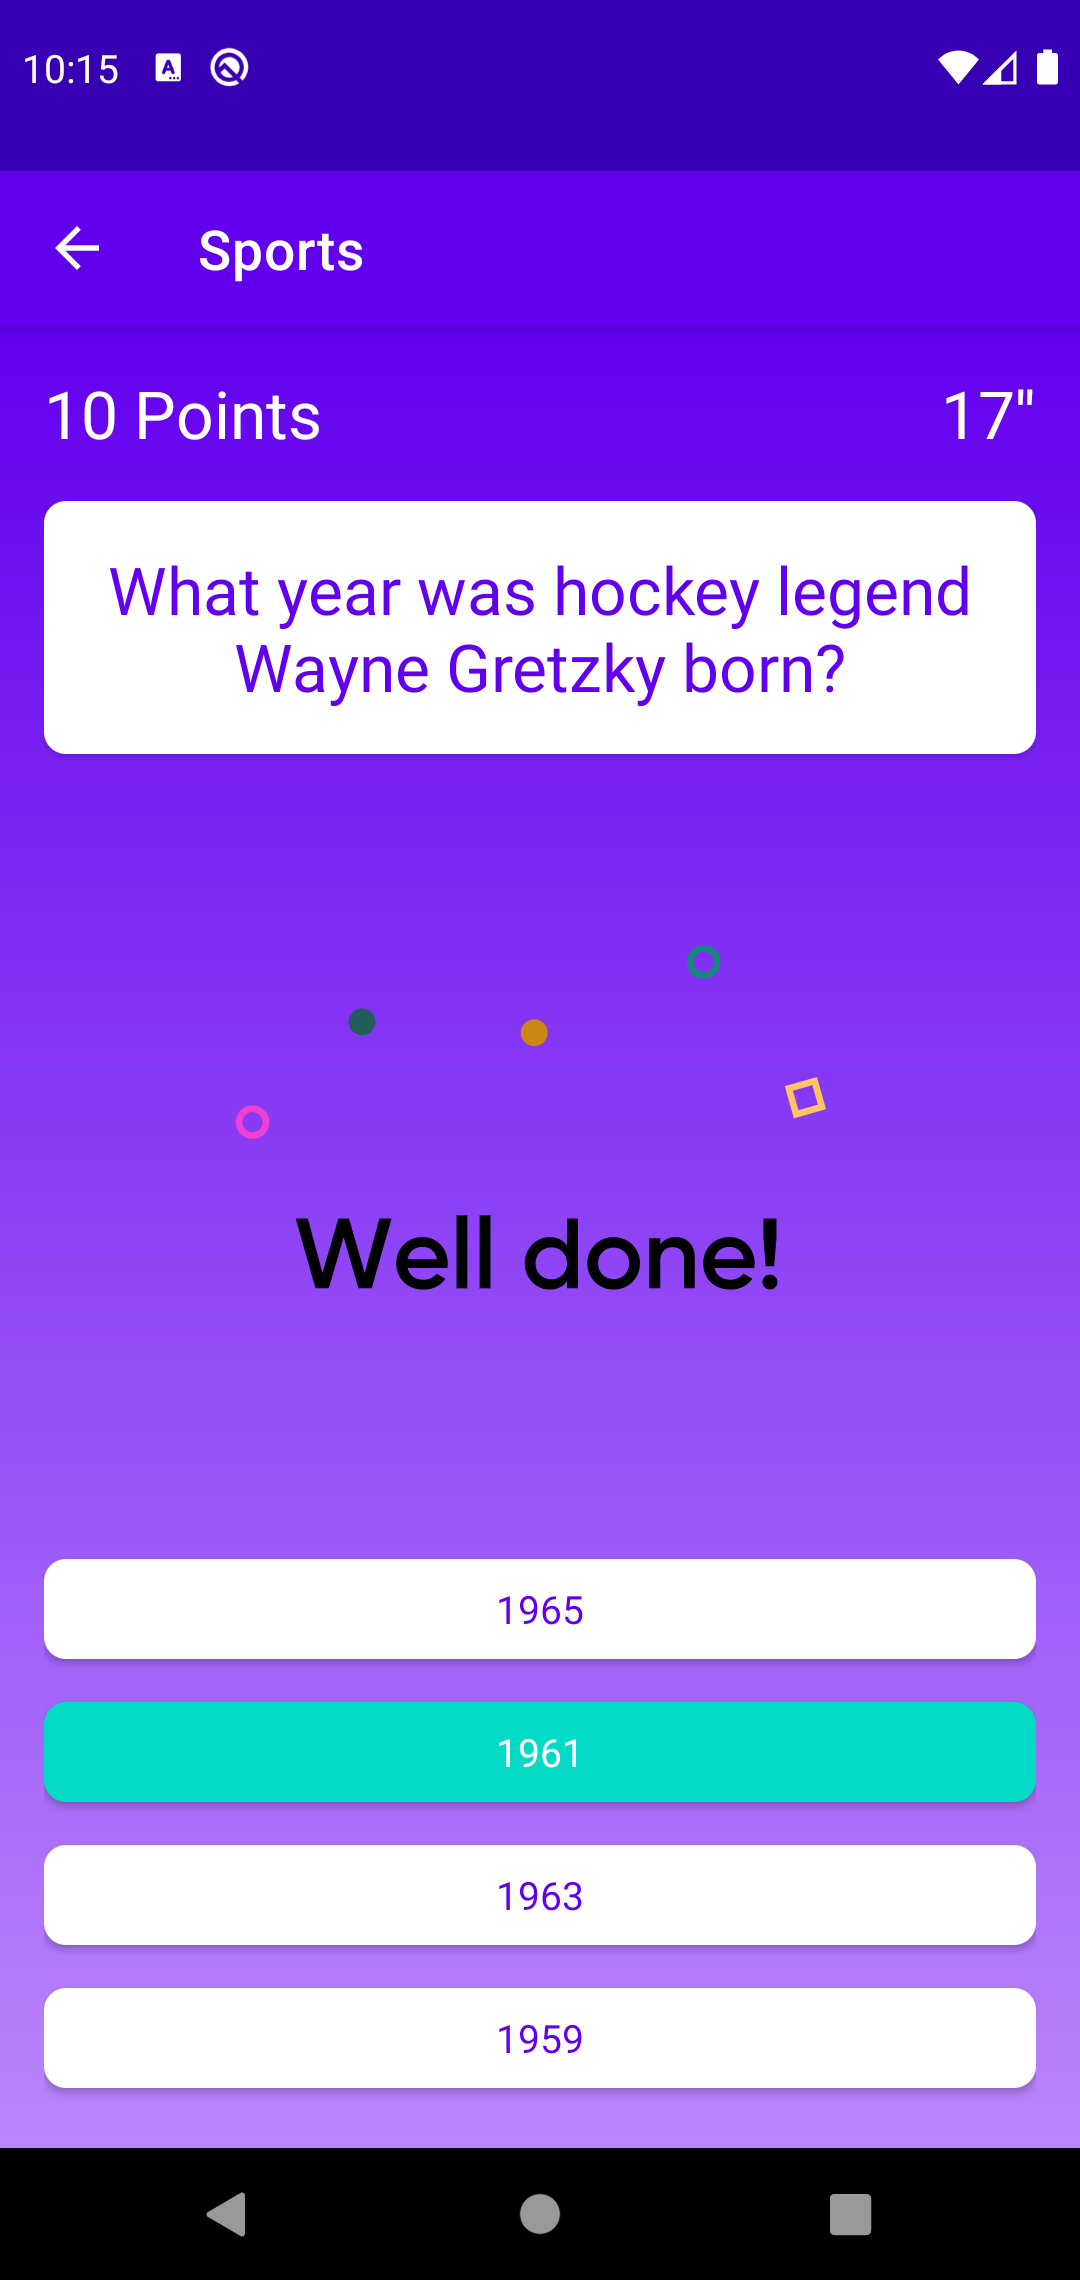 10:15
Sports
10 Points
17"
What year was hockey legend
Wayne Gretzky born?
Well done!
1965
1961
1963
1959